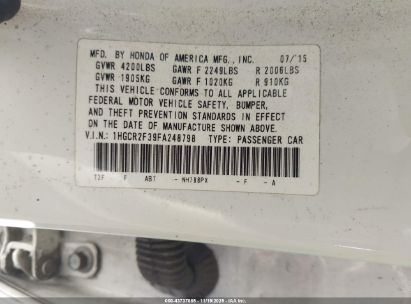 MFD. BY HONDA OF AMERICA MFG., INC. 07/15
GVWR 4200LBS GAWR F 2249LBS R 2006LBS
GVWR 1905KG GAWR F 1020KG R 910KG
THIS VEHICLE CONFORMS TO ALL APPLICABLE
FEDERAL MOTOR VEHICLE SAFETY, BUMPER,
AND THEFT PREVENTION STANDARDS IN EFFECT
ON THE DATE OF MANUFACTURE SHOWN ABOVE.
V.I.N.: 1HGCR2F39FA248798 TYPE: PASSENGER CAR
F ABT - NH788PX - F - A